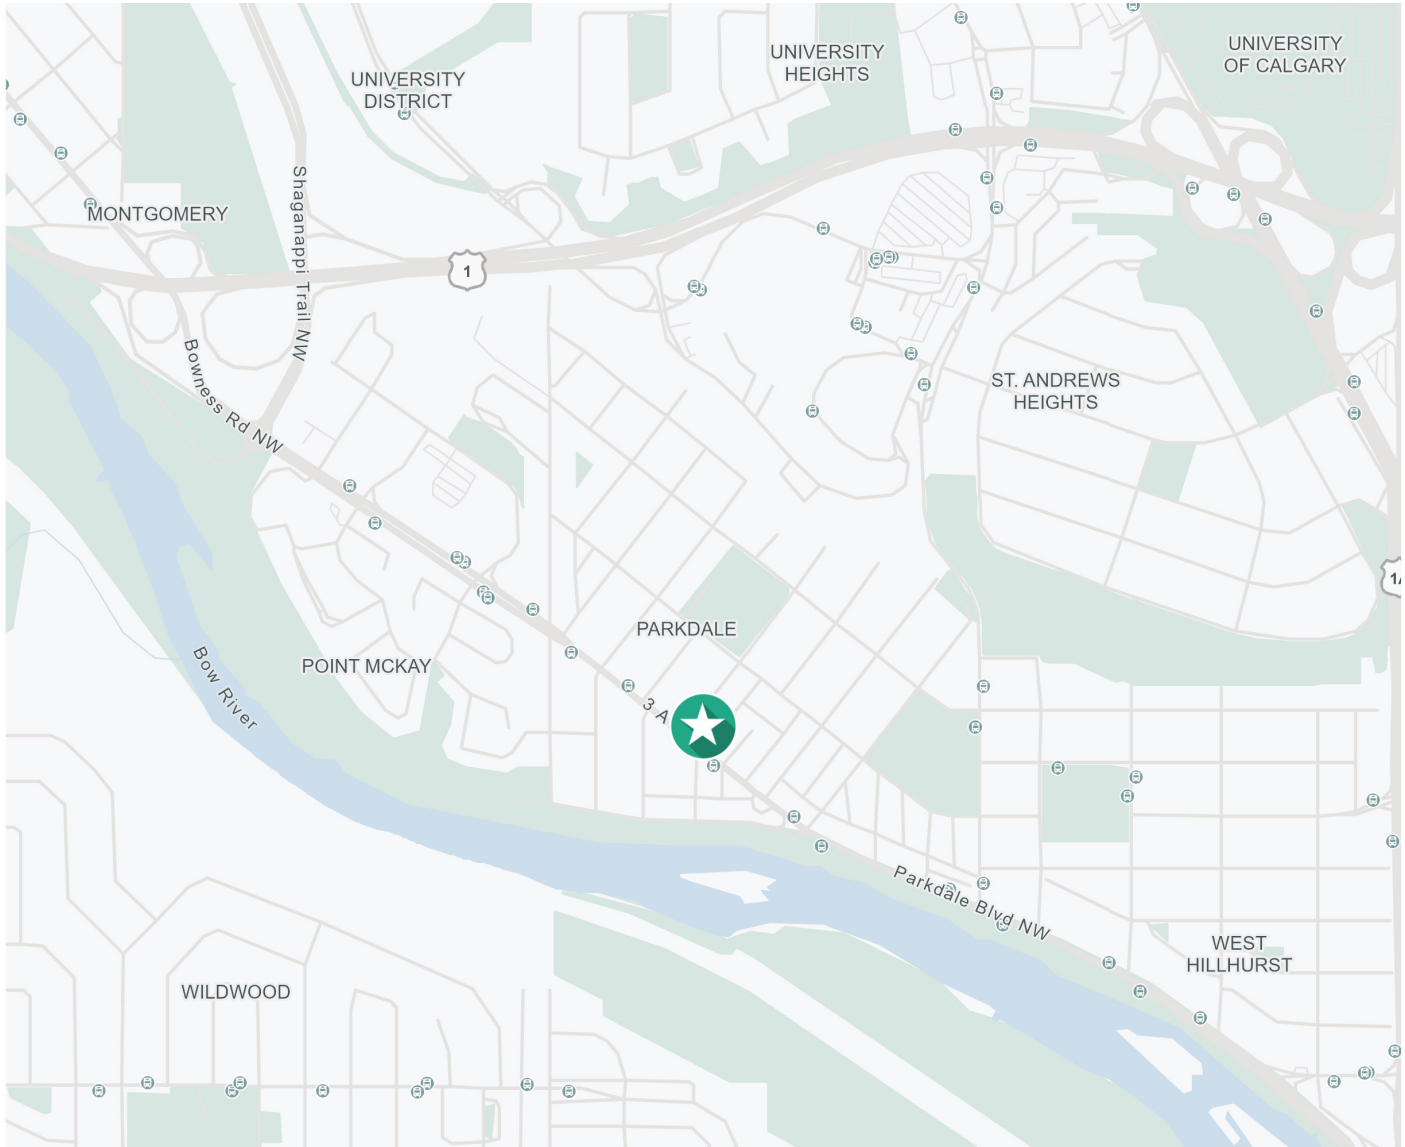 UNIVERSITY
OF CALGARY
UNIVERSITY
HEIGHTS
UNIVERSITY
DISTRICT
MONTGOMERY
Shaganappi Trail NW
1
Bowness Rd NW
ST. ANDREWS
HEIGHTS
1A
PARKDALE
POINT MCKAY
Bow River
3 A
Parkdale Blvd NW
WEST
HILLHURST
WILDWOOD